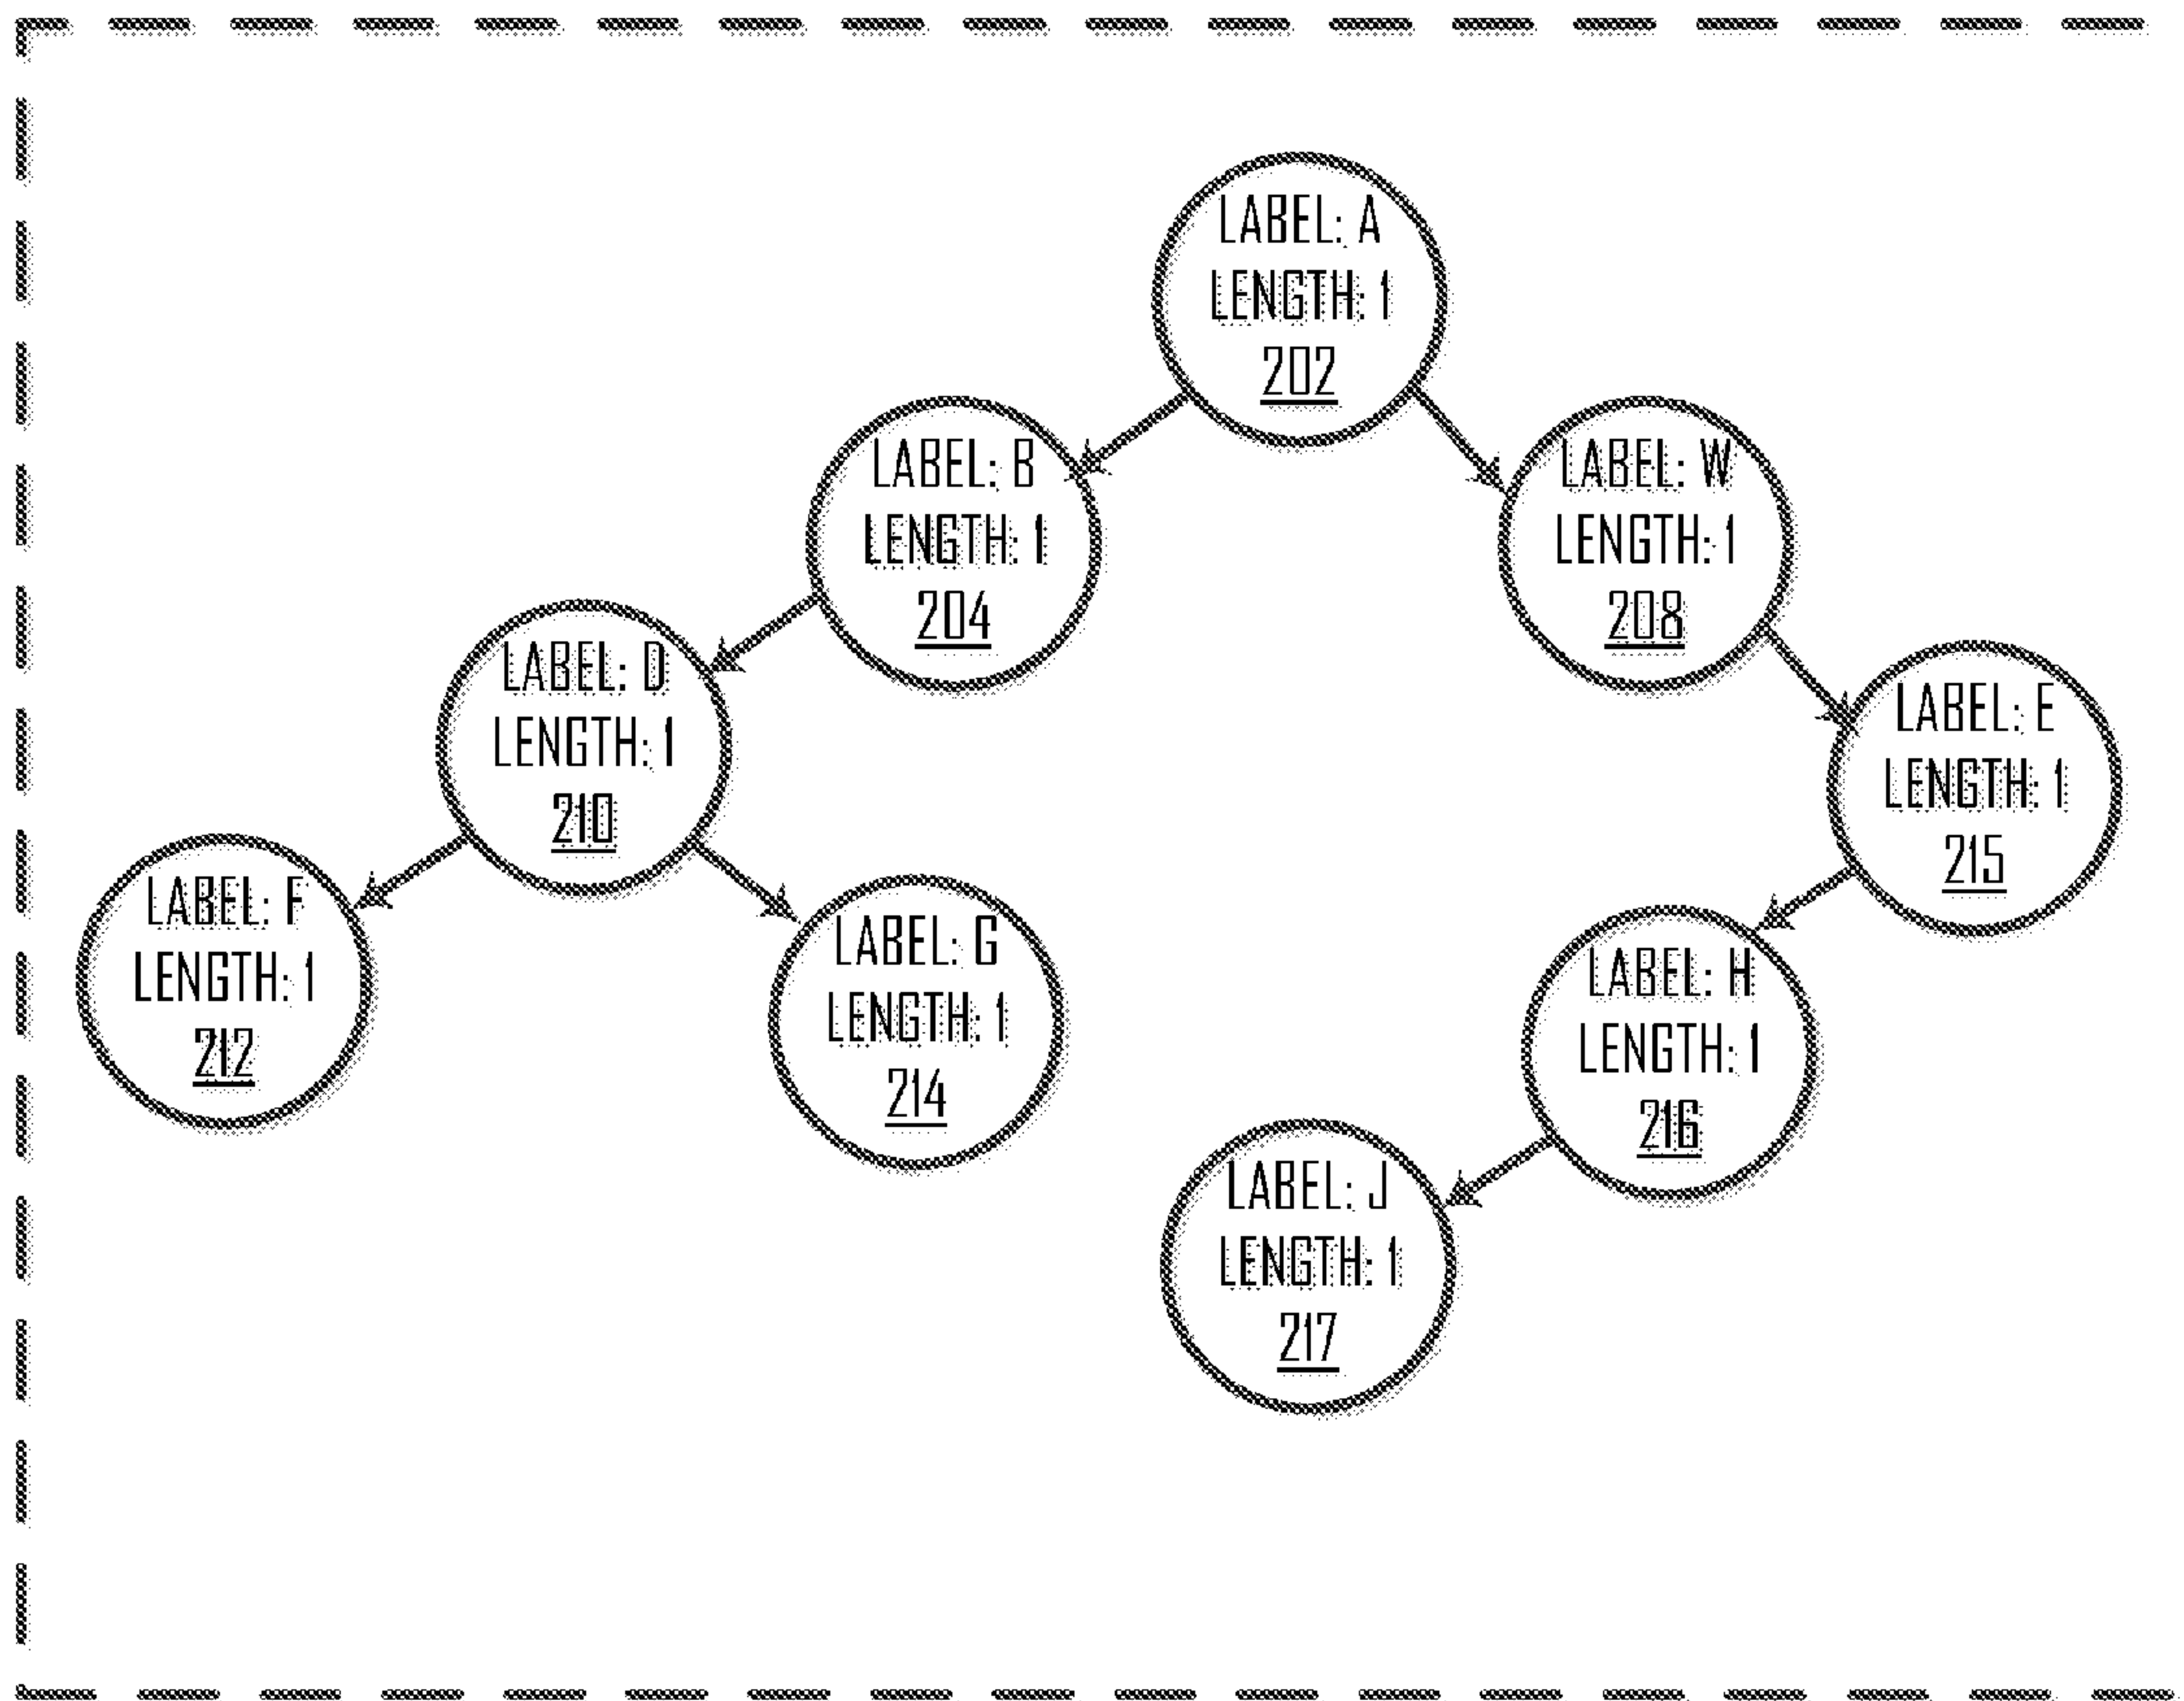 LABEL: A
LENGTH: 1
202
LABEL: B
LENGTH: 1
204
LABEL: W
LENGTH: 1
208
LABEL: D
LENGTH: 1
210
LABEL: E
LENGTH: 1
215
LABEL: F
LENGTH: 1
212
LABEL: G
LENGTH: 1
214
LABEL: H
LENGTH: 1
216
LABEL: J
LENGTH: 1
217